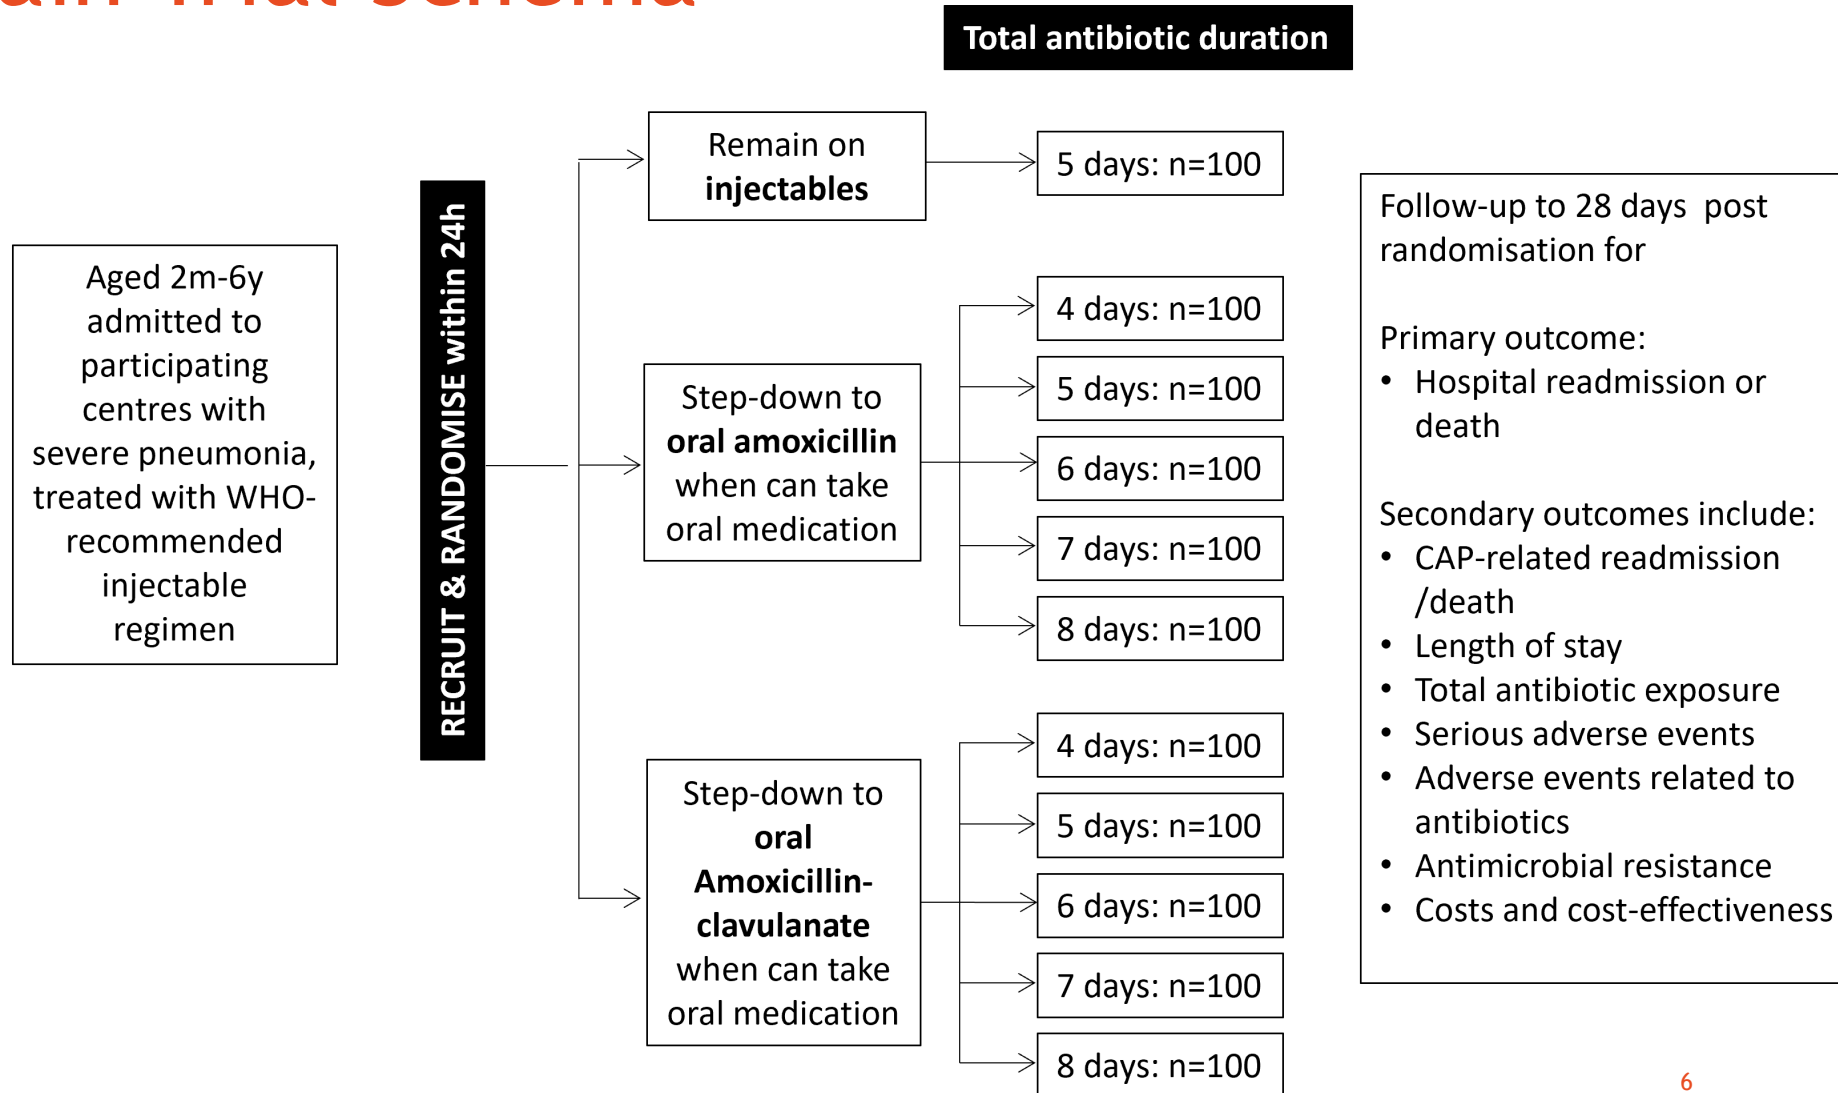 Total antibiotic duration
Aged 2m-6y
admitted to
participating
centres with
severe pneumonia,
treated with WHO-
recommended
injectable
regimen
RECRUIT & RANDOMISE within 24h
Remain on
injectables
5 days: n=100
Step-down to
oral amoxicillin
when can take
oral medication
4 days: n=100
5 days: n=100
6 days: n=100
7 days: n=100
8 days: n=100
Step-down to
oral
Amoxicillin-
clavulanate
when can take
oral medication
4 days: n=100
5 days: n=100
6 days: n=100
7 days: n=100
8 days: n=100
Follow-up to 28 days  post
randomisation for
Primary outcome:
• Hospital readmission or
death
Secondary outcomes include:
• CAP-related readmission
/death
• Length of stay
• Total antibiotic exposure
• Serious adverse events
• Adverse events related to
antibiotics
• Antimicrobial resistance
• Costs and cost-effectiveness
6